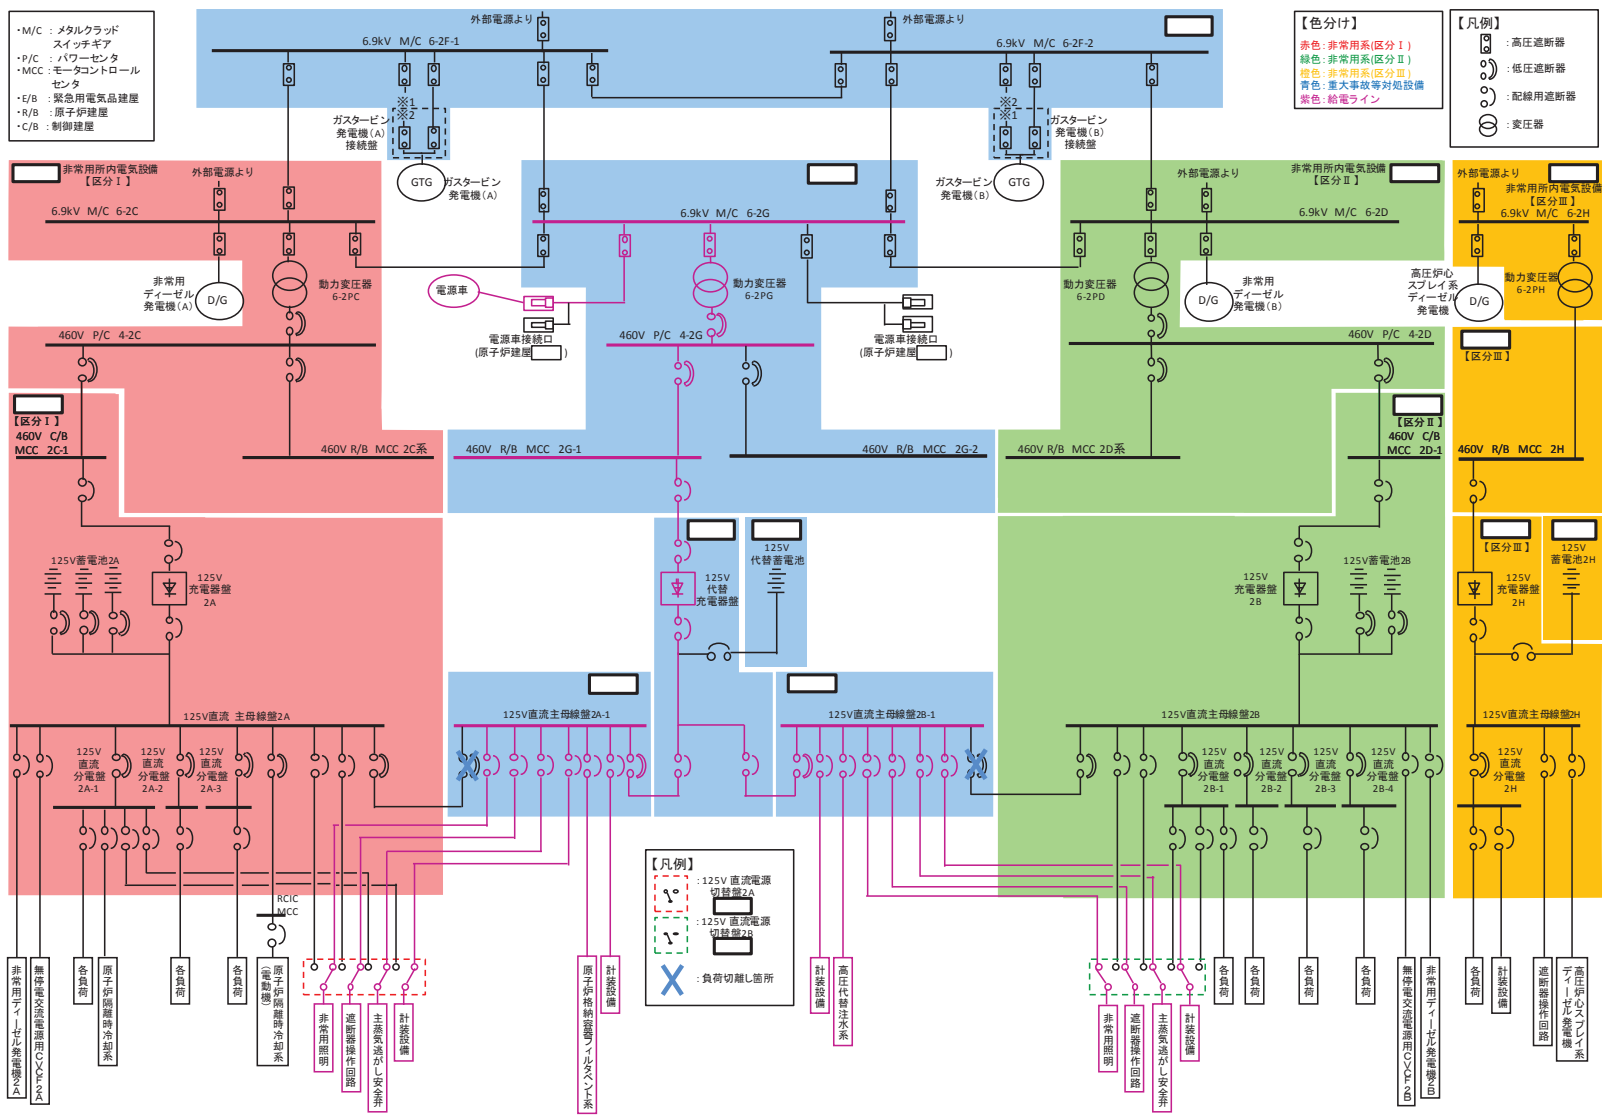 ・M/C ： メタルクラッド
スイッチギア
・P/C ： パワーセンタ
・MCC：モータコントロール
センタ
・E/B ： 緊急用電気品建屋
・R/B ： 原子炉建屋
・C/B ： 制御建屋
外部電源より
6.9kV M/C 6-2F-1
外部電源より
6.9kV M/C 6-2F-2
※1
※2
ガスタービン
発電機(A)
接続盤
GTG
ガスタービン
発電機(A)
※2
※1
ガスタービン
発電機(B)
接続盤
GTG
ガスタービン
発電機(B)
【色分け】
赤色：非常用系(区分Ⅰ)
緑色：非常用系(区分Ⅱ)
橙色：非常用系(区分Ⅲ)
青色：重大事故等対処設備
紫色：給電ライン
【凡例】
：高圧遮断器
：低圧遮断器
：配線用遮断器
：変圧器
非常用所内電気設備
【区分Ⅰ】
外部電源より
6.9kV M/C 6-2C
非常用
ディーゼル
発電機(A)
D/G
動力変圧器
6-2PC
460V P/C 4-2C
6.9kV M/C 6-2G
電源車
動力変圧器
6-2PG
電源車接続口
(原子炉建屋 )
460V P/C 4-2G
電源車接続口
(原子炉建屋 )
外部電源より
非常用所内電気設備
【区分Ⅱ】
6.9kV M/C 6-2D
動力変圧器
6-2PD
D/G
非常用
ディーゼル
発電機(B)
460V P/C 4-2D
外部電源より
非常用所内電気設備
【区分Ⅲ】
6.9kV M/C 6-2H
高圧炉心
スプレイ系
ディーゼル
発電機
D/G
動力変圧器
6-2PH
【区分Ⅲ】
【区分Ⅰ】
460V C/B
MCC 2C-1
460V R/B MCC 2C系
460V R/B MCC 2G-1
460V R/B MCC 2G-2
460V R/B MCC 2D系
【区分Ⅱ】
460V C/B
MCC 2D-1
460V R/B MCC 2H
125V蓄電池2A
125V
充電器盤
2A
125V
代替
充電器盤
125V
代替蓄電池
125V
充電器盤
2B
125V蓄電池2B
【区分Ⅲ】
125V
充電器盤
2H
125V
蓄電池2H
125V直流 主母線盤2A
125V直流主母線盤2A-1
125V直流主母線盤2B-1
125V直流主母線盤2B
125V直流主母線盤2H
125V
直流
分電盤
2A-1
125V
直流
分電盤
2A-2
125V
直流
分電盤
2A-3
125V
直流
分電盤
2B-1
125V
直流
分電盤
2B-2
125V
直流
分電盤
2B-3
125V
直流
分電盤
2B-4
125V
直流
分電盤
2H
RCIC
MCC
【凡例】
：125V 直流電源
切替盤2A
：125V 直流電源
切替盤2B
：負荷切離し箇所
非常用ディーゼル発電機2A
無停電交流電源用CVCF2A
各負荷
原子炉隔離時冷却系
各負荷
各負荷
原子炉隔離時冷却系
(電動機)
非常用照明
遮断器操作回路
主蒸気逃がし安全弁
計装設備
原子炉格納容器フィルタベント系
計装設備
計装設備
高圧代替注水系
非常用照明
遮断器操作回路
主蒸気逃がし安全弁
計装設備
各負荷
各負荷
各負荷
各負荷
無停電交流電源用CVCF2B
非常用ディーゼル発電機2B
各負荷
計装設備
遮断器操作回路
高圧炉心スプレイ系
ディーゼル発電機